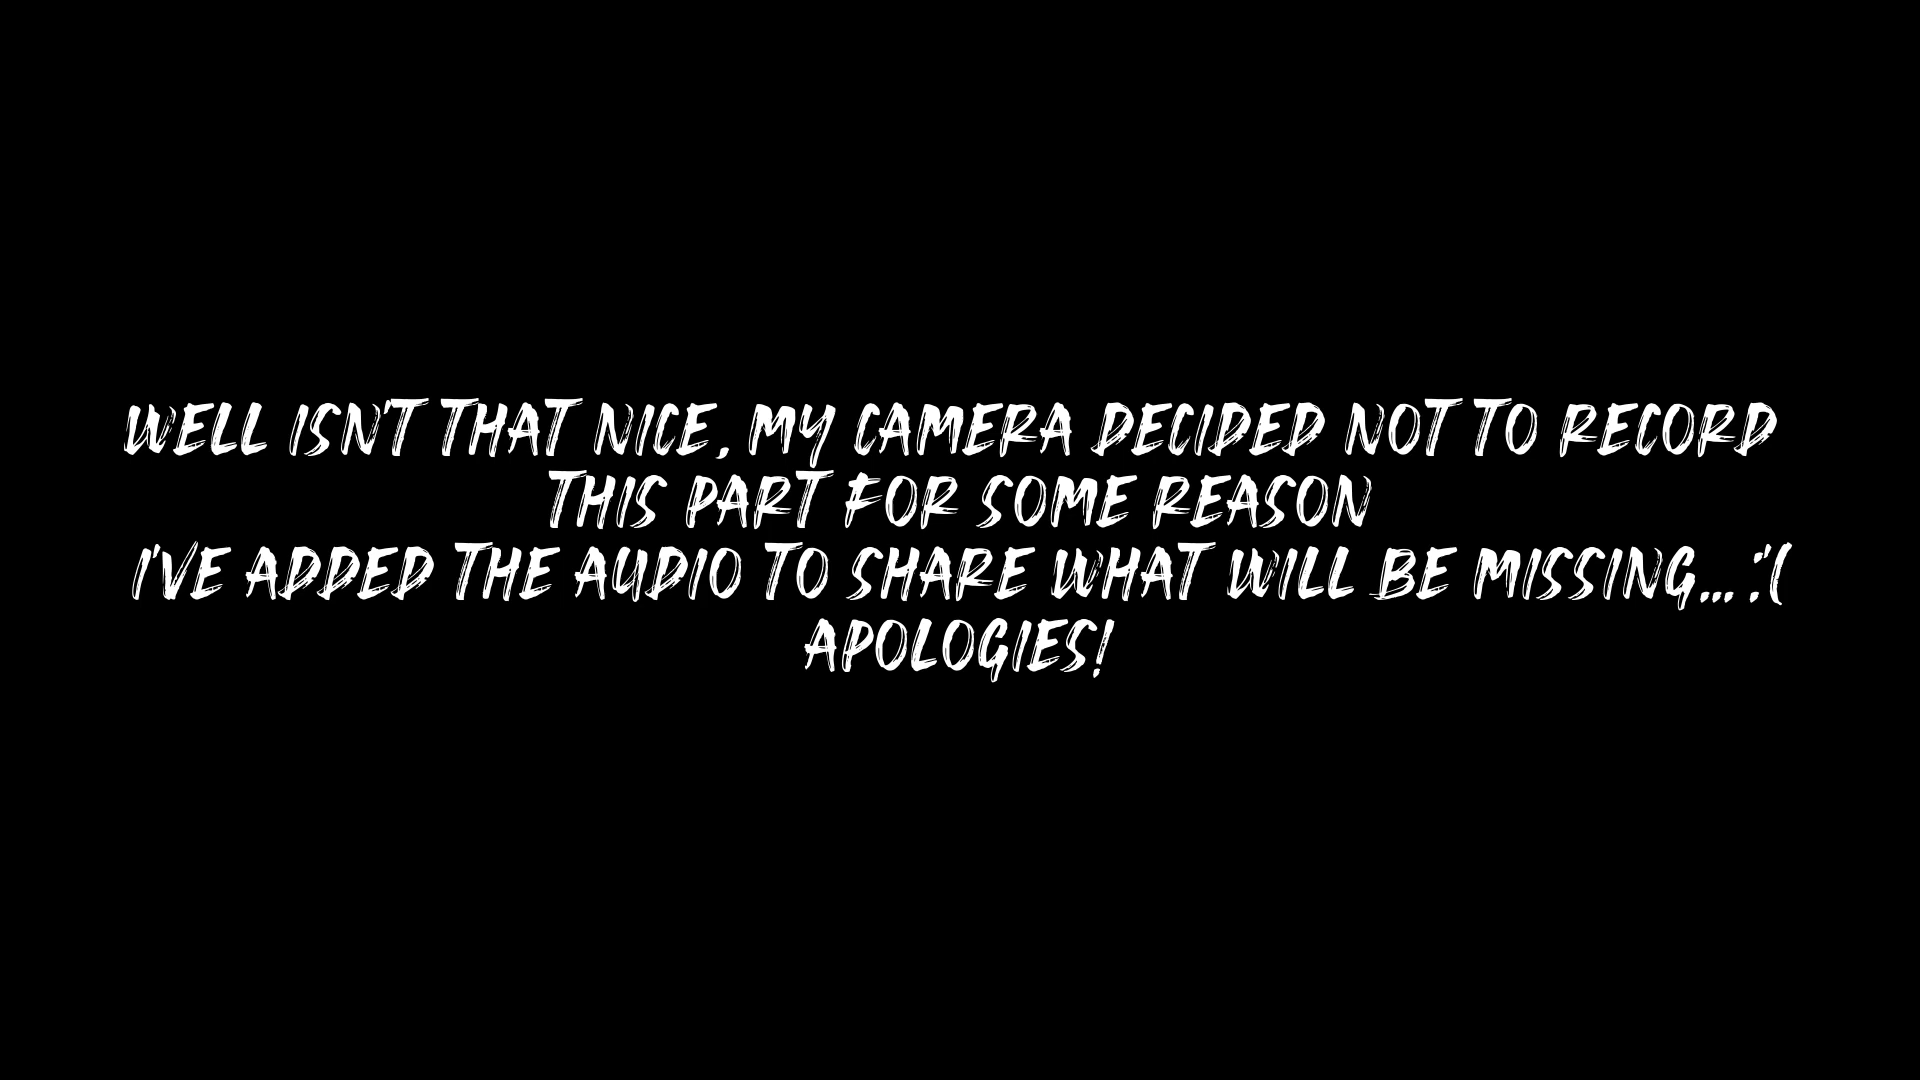 WELL ISN'T THAT NICE, MY CAMERA DECIDED NOT TO RECORD
THIS PART FOR SOME REASON
I'VE ADDED THE AUDIO TO SHARE WHAT WILL BE MISSING... :'(
APOLOGIES!